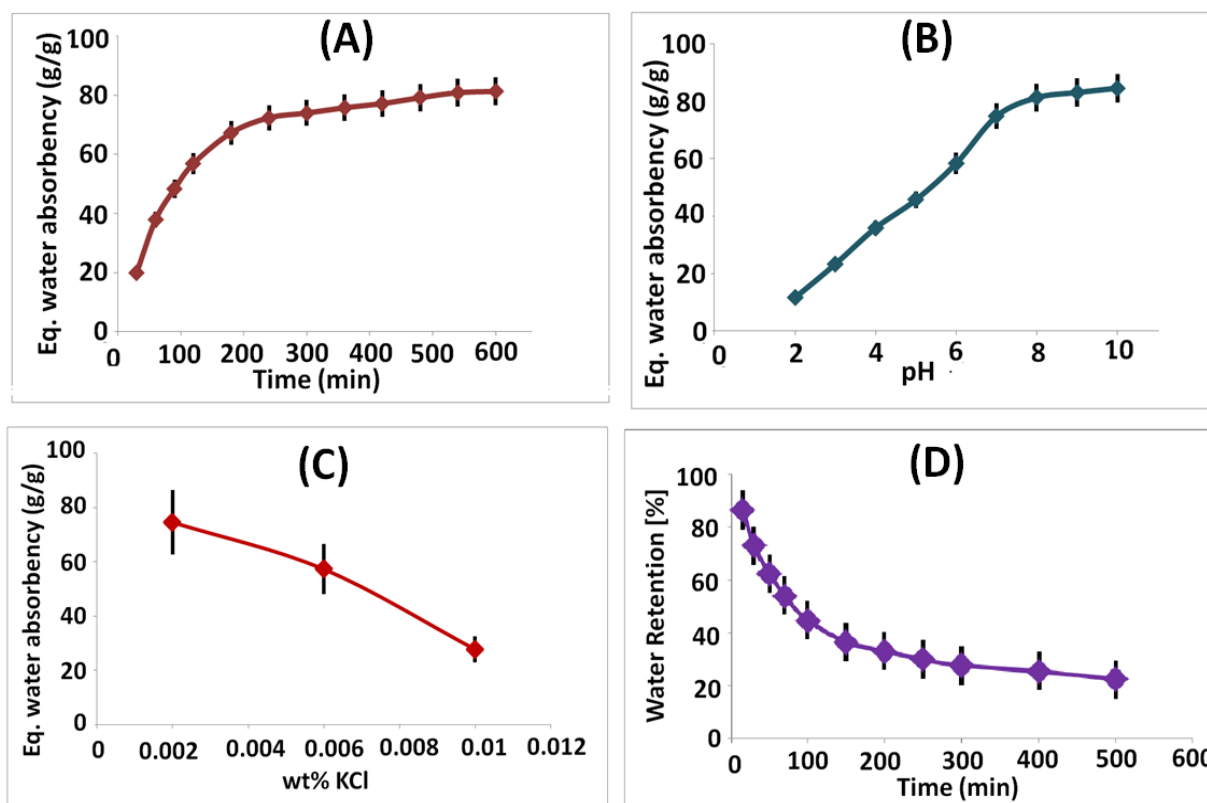 (A)
Eq. water absorbency (g/g)
100
80
60
40
20
0
0 100 200 300 400 500 600
Time (min)
(B)
Eq. water absorbency (g/g)
100
80
60
40
20
0
0 2 4 6 8 10
pH
(C)
Eq. water absorbency (g/g)
100
80
60
40
20
0
0 0.002 0.004 0.006 0.008 0.01 0.012
wt% KCl
(D)
Water Retention [%]
100
80
60
40
20
0
0 100 200 300 400 500 600
Time (min)